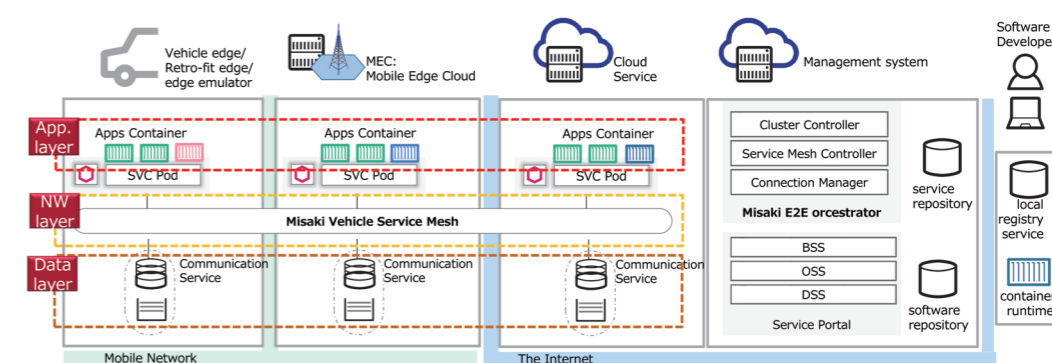 Software
Develope
Vehicle edge/
Retro-fit edge/
edge emulator
MEC:
Mobile Edge Cloud
Cloud
Service
Management system
App.
layer
Apps Container
SVC Pod
Apps Container
SVC Pod
Apps Container
SVC Pod
NW
layer
Misaki Vehicle Service Mesh
Data
layer
Communication
Service
Communication
Service
Communication
Service
Cluster Controller
Service Mesh Controller
Connection Manager
Misaki E2E orcestrator
service
repository
BSS
OSS
DSS
Service Portal
software
repository
local
registry
service
container
runtime
Mobile Network
The Internet